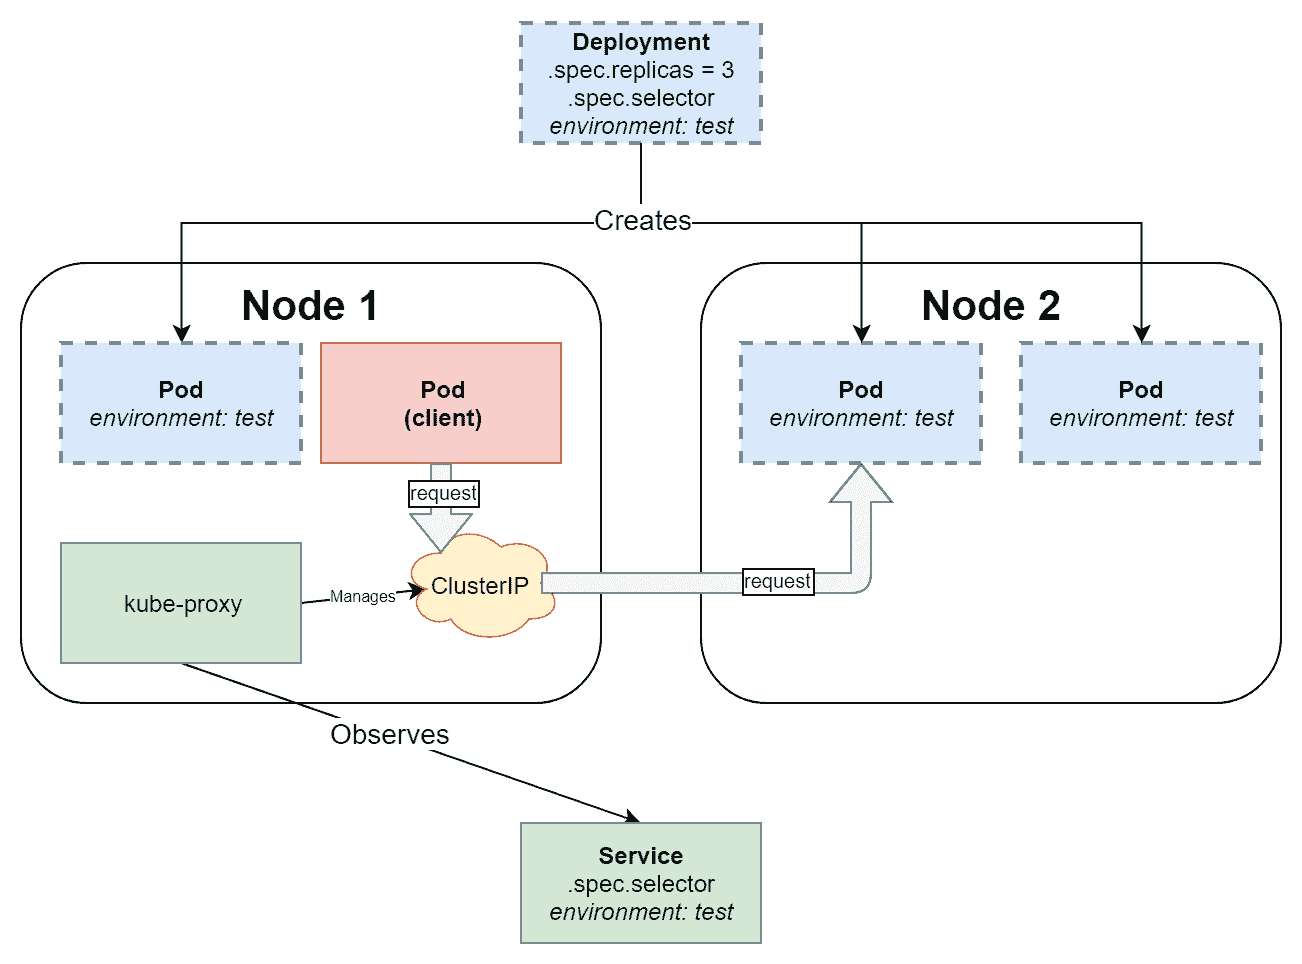 Deployment
.spec.replicas = 3
.spec.selector
environment: test
Creates
Node 1
Pod
environment: test
Pod
(client)
request
kube-proxy
Manages
ClusterIP
Node 2
Pod
environment: test
Pod
environment: test
request
Observes
Service
.spec.selector
environment: test